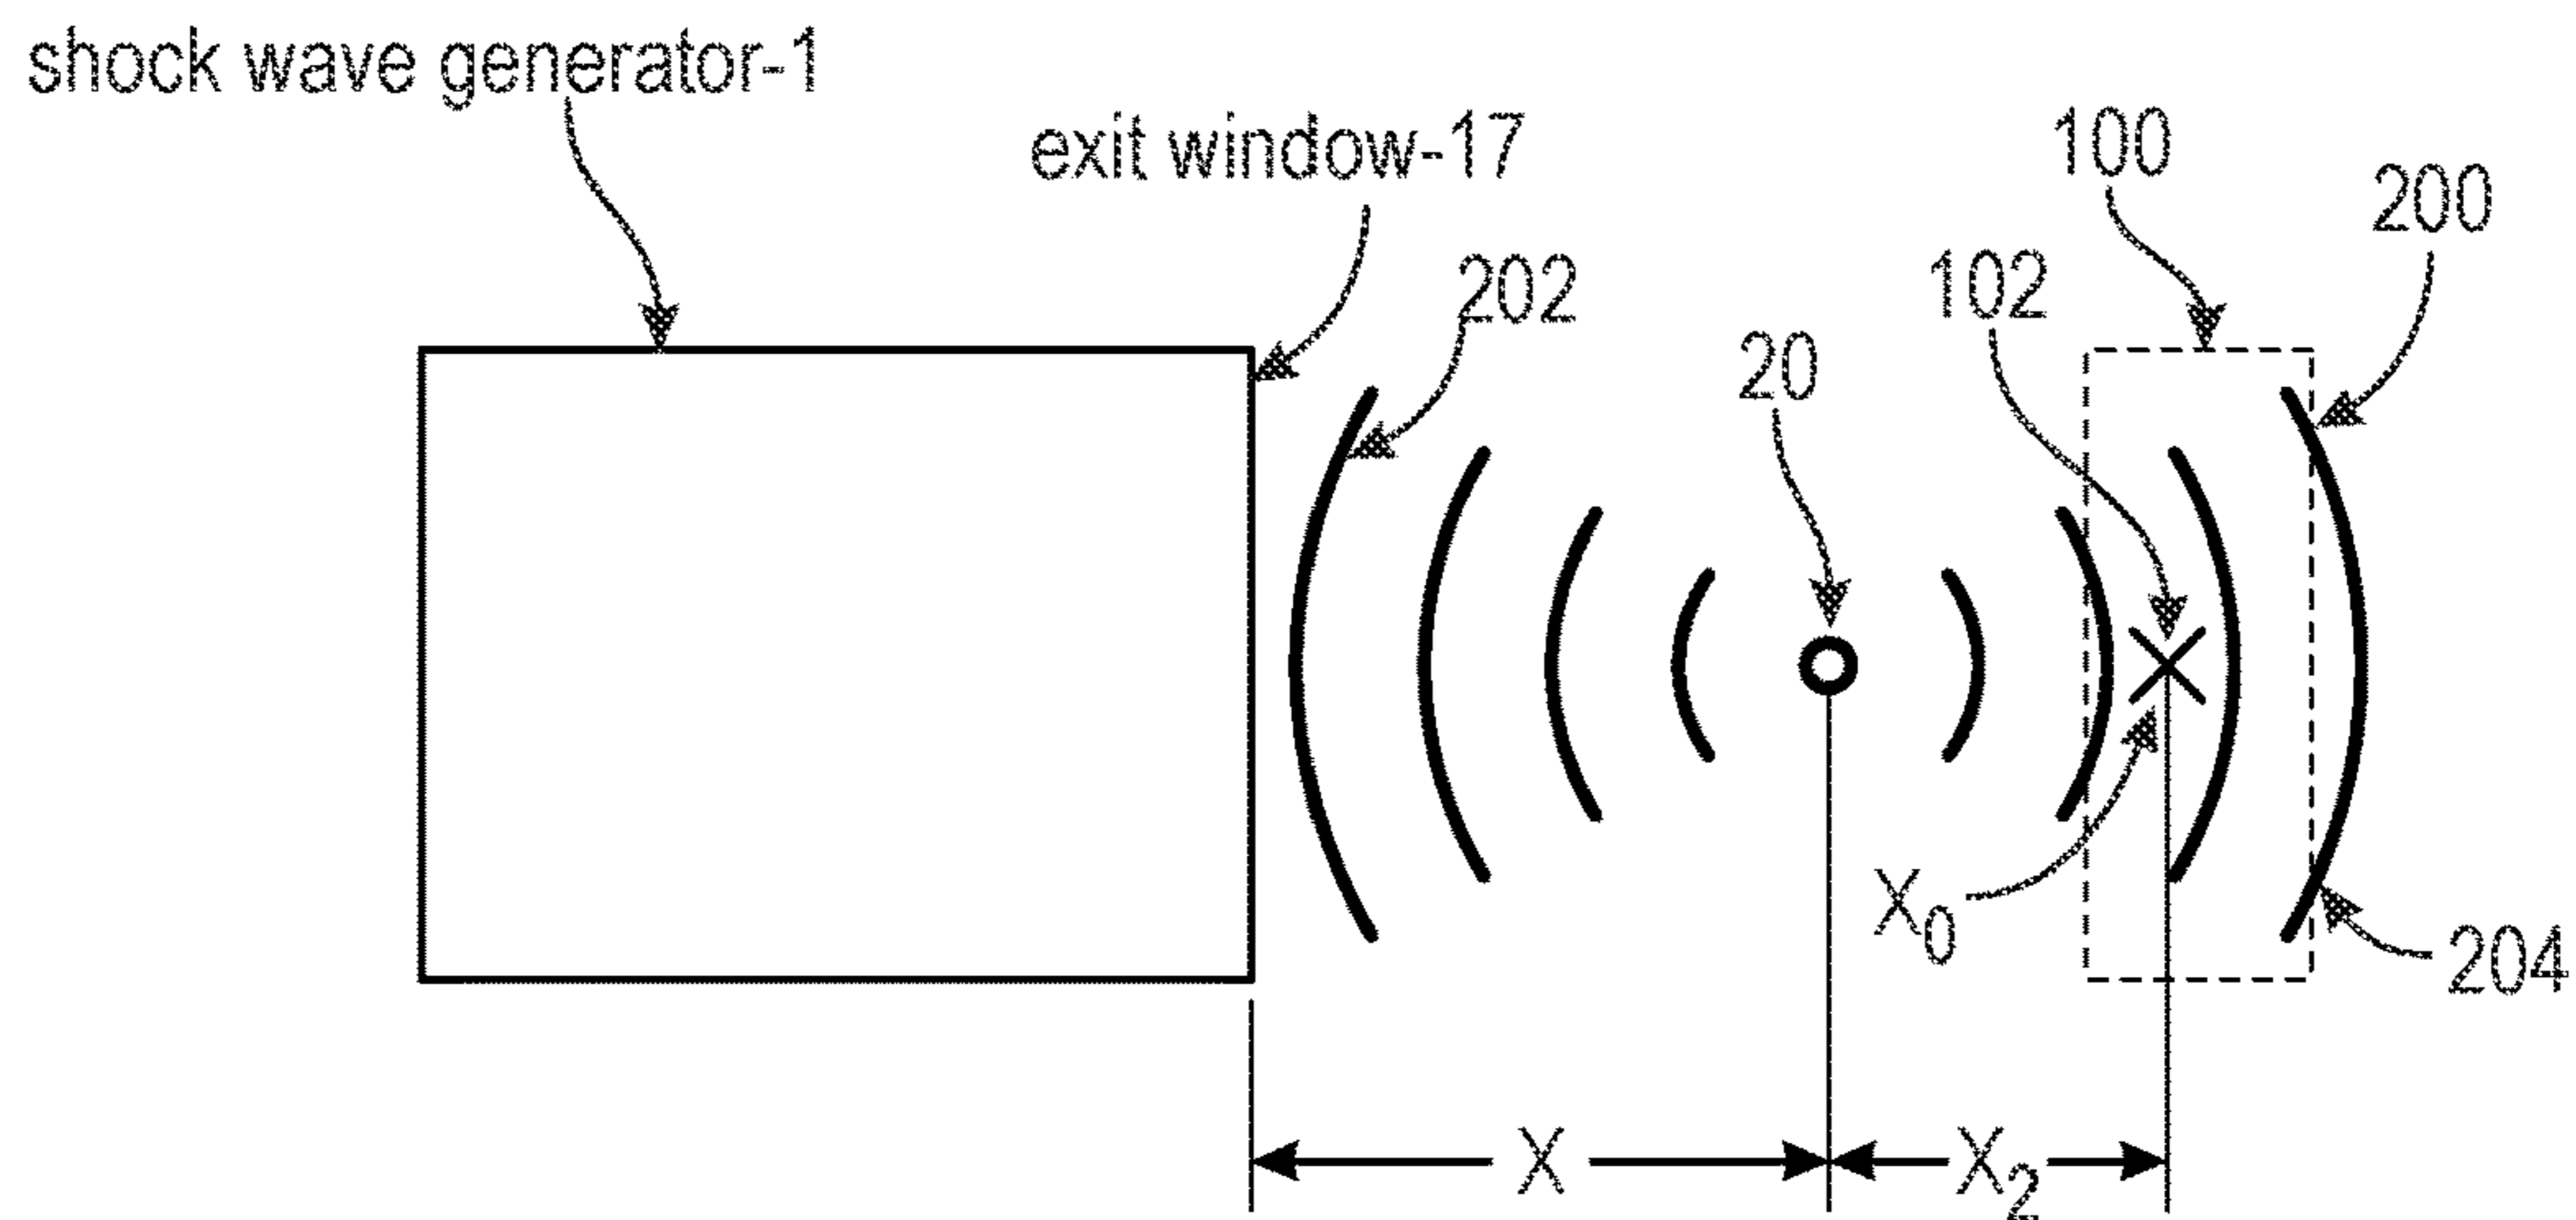 shock wave generator-1
exit window-17
100
200
202
102
20
X₀
204
X
X₂